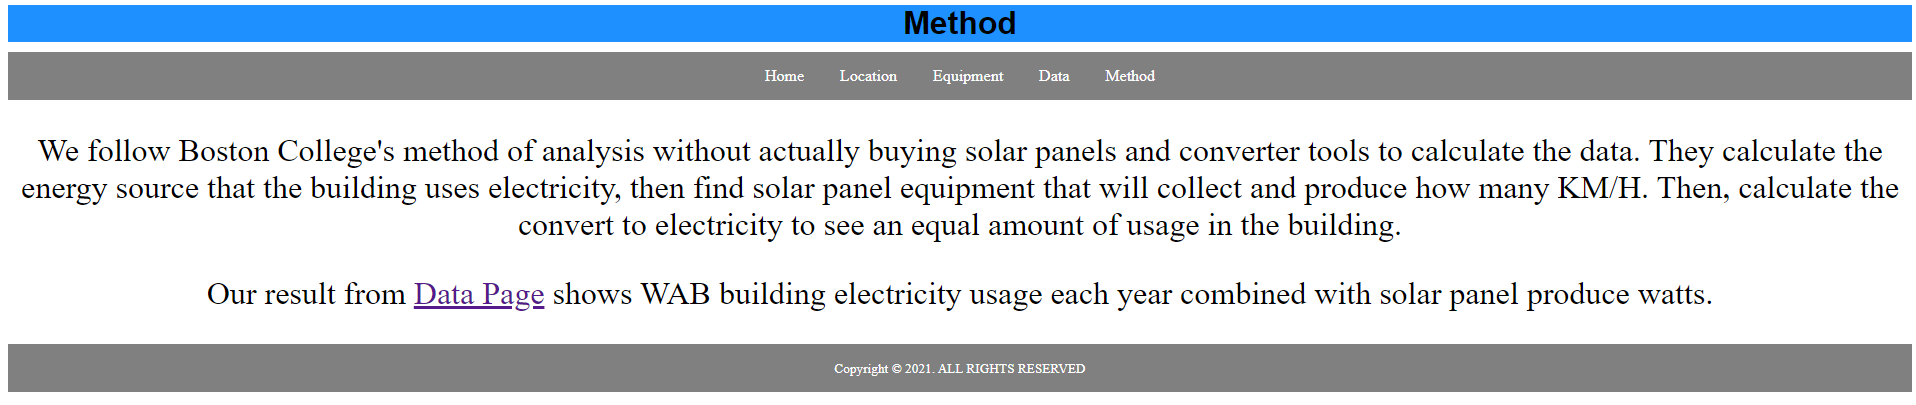 Method
Home Location Equipment Data Method
We follow Boston College's method of analysis without actually buying solar panels and converter tools to calculate the data. They calculate the
energy source that the building uses electricity, then find solar panel equipment that will collect and produce how many KM/H. Then, calculate the
convert to electricity to see an equal amount of usage in the building.
Our result from Data Page shows WAB building electricity usage each year combined with solar panel produce watts.
Copyright © 2021. ALL RIGHTS RESERVED